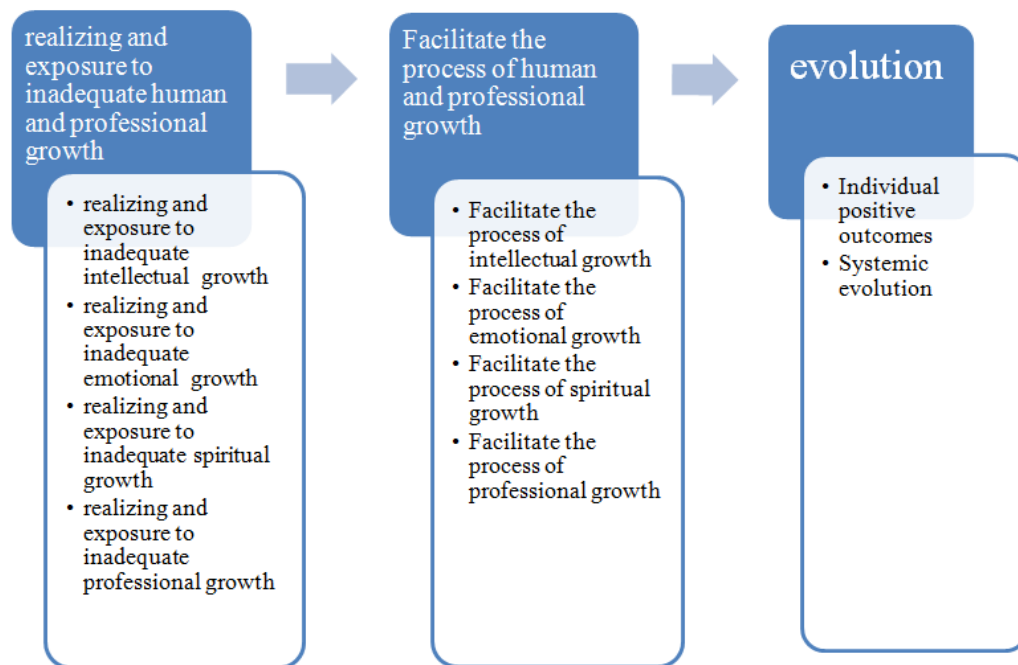 realizing and
exposure to
inadequate human
and professional
growth
• realizing and
exposure to
inadequate
intellectual growth
• realizing and
exposure to
inadequate
emotional growth
• realizing and
exposure to
inadequate spiritual
growth
• realizing and
exposure to
inadequate
professional growth
Facilitate the
process of human
and professional
growth
• Facilitate the
process of
intellectual growth
• Facilitate the
process of
emotional growth
• Facilitate the
process of spiritual
growth
• Facilitate the
process of
professional growth
evolution
• Individual
positive
outcomes
• Systemic
evolution